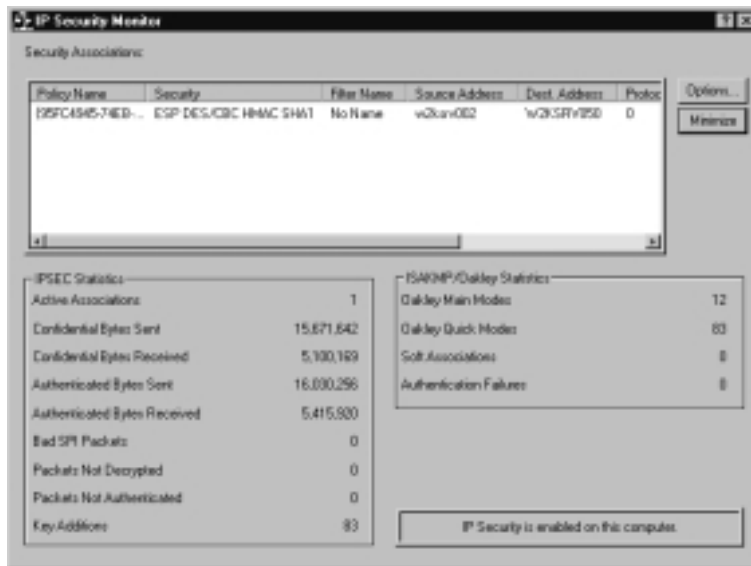 IP Security Monitor
Security Associations:
Policy Name Security Filter Name Source Address Dest. Address Protoc
ESP DES/CBC HMAC SHA1 No Name w2ksrv002 W2KSRV050 0
Options...
Minimize
IPSEC Statistics
Active Associations 1
Confidential Bytes Sent 15,671,642
Confidential Bytes Received 5,100,169
Authenticated Bytes Sent 16,030,256
Authenticated Bytes Received 5,415,920
Bad SPI Packets 0
Packets Not Decrypted 0
Packets Not Authenticated 0
Key Additions 83
ISAKMP/Oakley Statistics
Oakley Main Modes 12
Oakley Quick Modes 83
Soft Associations 0
Authentication Failures 0
IP Security is enabled on this computer.